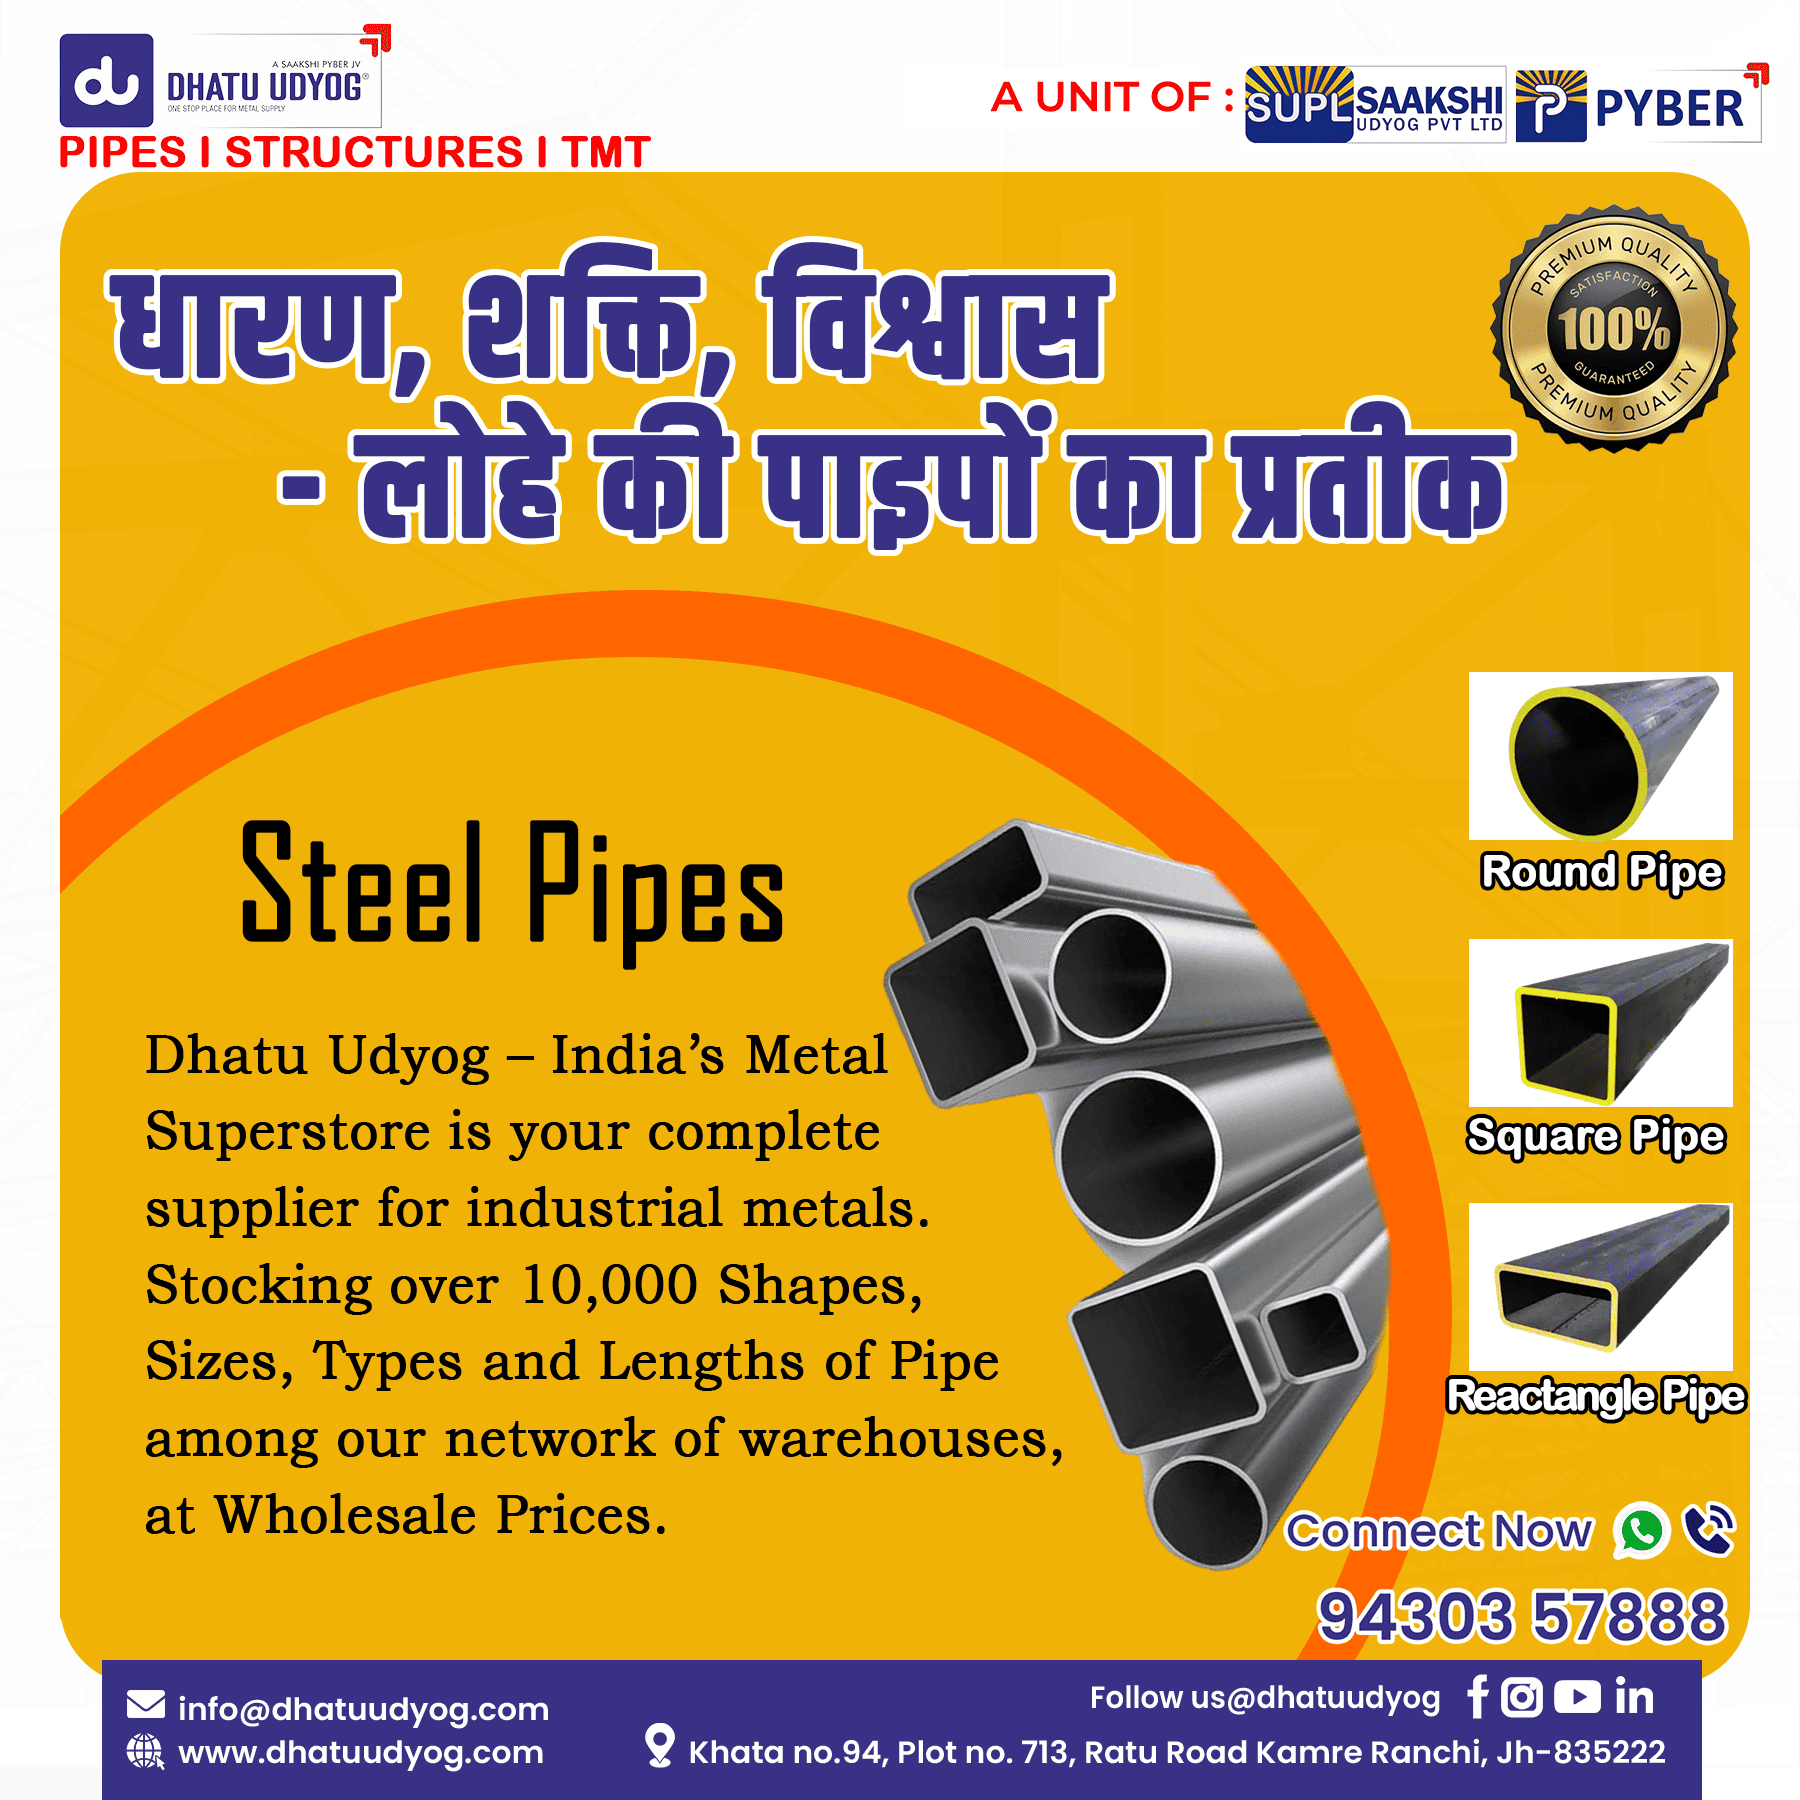 du
A SAAKSHI PYBER JV
DHATU UDYOG®
ONE STOP PLACE FOR METAL SUPPLY
PIPES I STRUCTURES I TMT
A UNIT OF :
SUPL SAAKSHI
UDYOG PVT LTD
P PYBER
धारण, शक्ति, विश्वास
- लोहे की पाइपों का प्रतीक
PREMIUM QUALITY
SATISFACTION
100%
GUARANTEED
PREMIUM QUALITY
Steel Pipes
Dhatu Udyog – India’s Metal
Superstore is your complete
supplier for industrial metals.
Stocking over 10,000 Shapes,
Sizes, Types and Lengths of Pipe
among our network of warehouses,
at Wholesale Prices.
Round Pipe
Square Pipe
Reactangle Pipe
Connect Now
94303 57888
info@dhatuudyog.com
www.dhatuudyog.com
Follow us@dhatuudyog
Khata no.94, Plot no. 713, Ratu Road Kamre Ranchi, Jh-835222